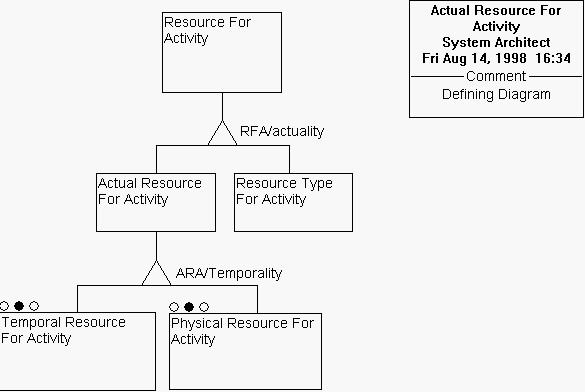 Resource For
Activity
Actual Resource For
Activity
System Architect
Fri Aug 14, 1998 16:34
Comment
Defining Diagram
RFA/actuality
Actual Resource
For Activity
Resource Type
For Activity
ARA/Temporality
Temporal Resource
For Activity
Physical Resource For
Activity